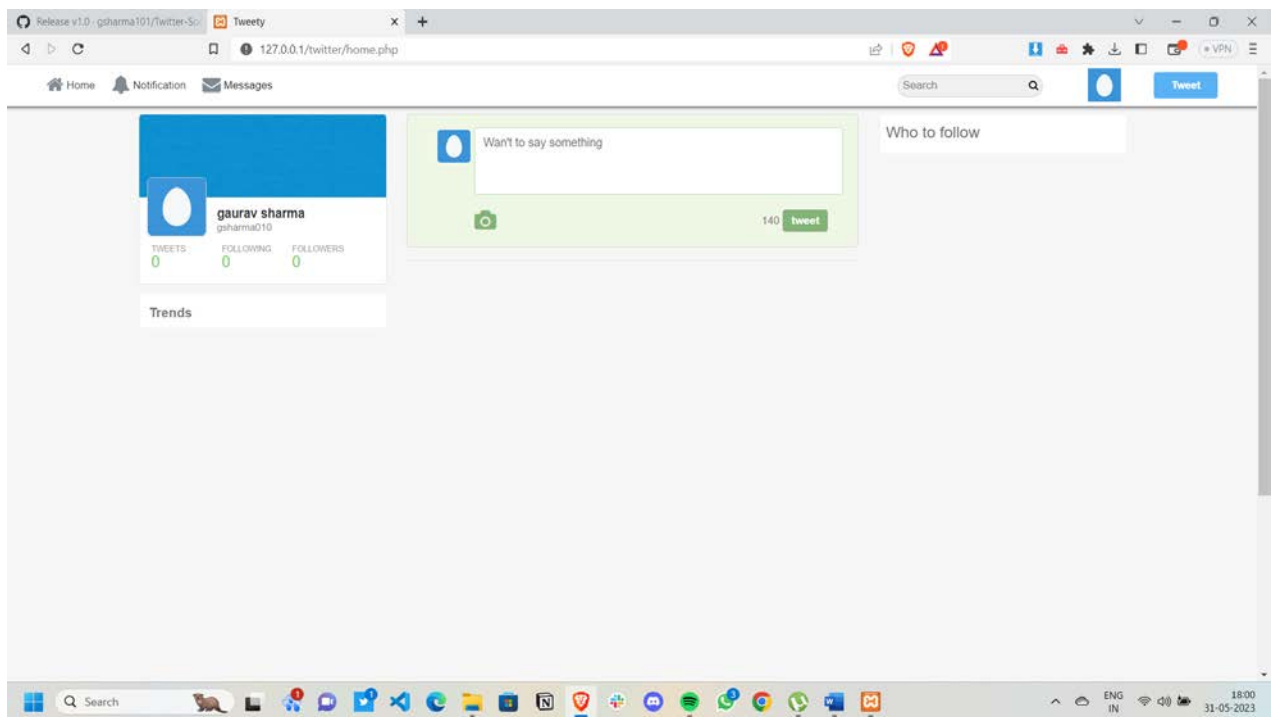 Release v1.0 · gsharma101/Twitter-So
Tweety
127.0.0.1/twitter/home.php
VPN
Home
Notification
Messages
Search
Tweet
gaurav sharma
gsharma010
TWEETS FOLLOWING FOLLOWERS
0 0 0
Trends
Wan't to say something
140 tweet
Who to follow
Search
ENG
IN
18:00
31-05-2023